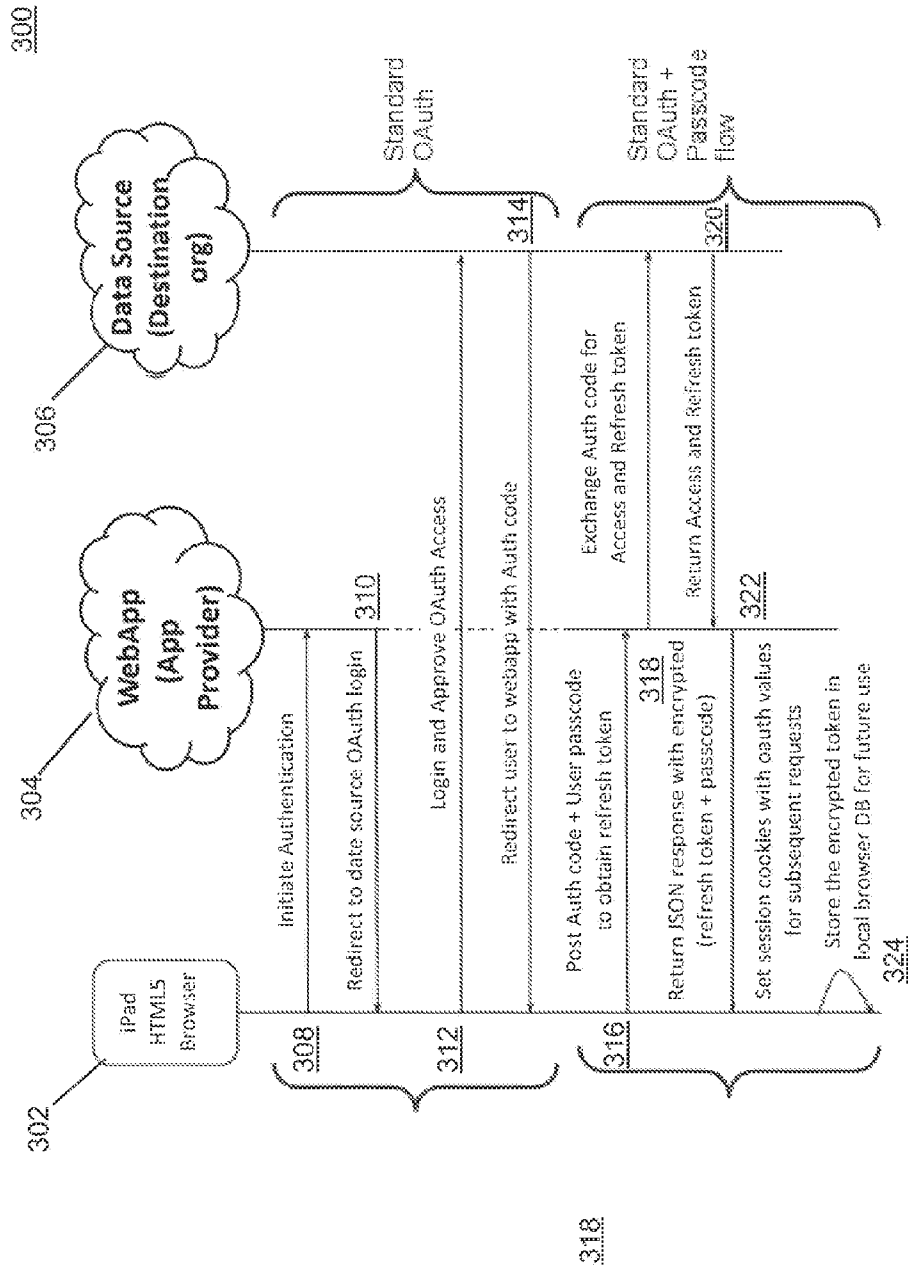 300
302
iPad
HTML5
Browser
304
WebApp
(App
Provider)
306
Data Source
(Destination
org)
308
Initiate Authentication
310
Redirect to date source OAuth login
312
Login and Approve OAuth Access
314
Redirect user to webapp with Auth code
Standard
OAuth
316
Post Auth code + User passcode
to obtain refresh token
318
Exchange Auth code for
Access and Refresh token
320
Return Access and Refresh token
322
Return JSON response with encrypted
(refresh token + passcode)
Set session cookies with oauth values
for subsequent requests
Store the encrypted token in
local browser DB for future use
324
Standard
OAuth +
Passcode
flow
318